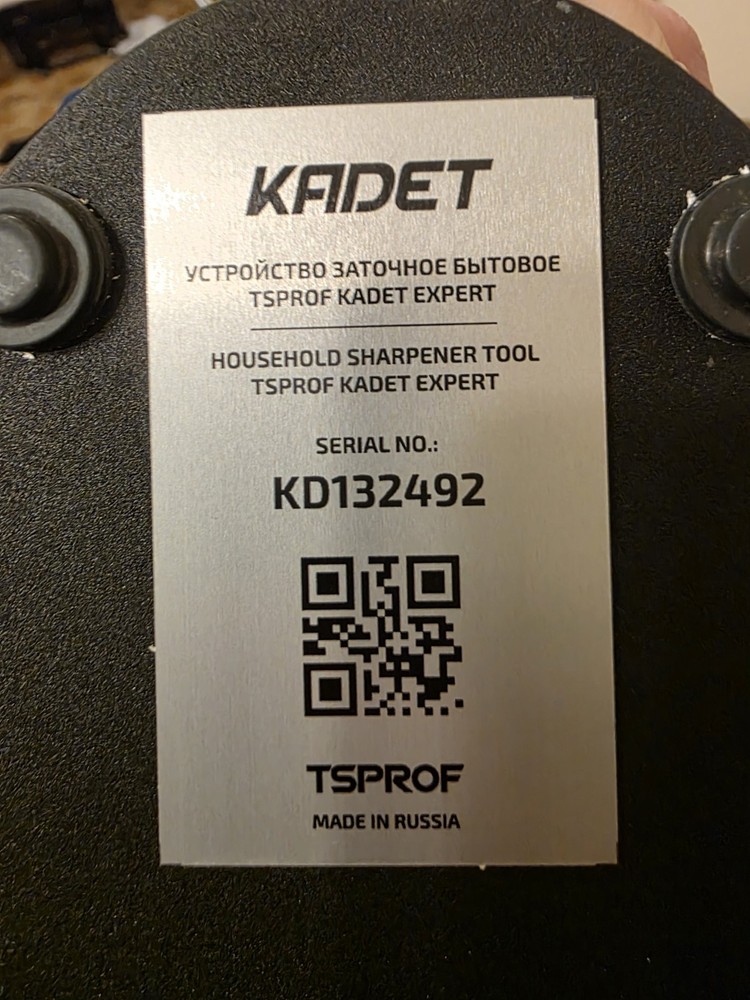 KADET
УСТРОЙСТВО ЗАТОЧНОЕ БЫТОВОЕ
TSPROF KADET EXPERT
HOUSEHOLD SHARPENER TOOL
TSPROF KADET EXPERT
SERIAL NO.:
KD132492
TSPROF
MADE IN RUSSIA